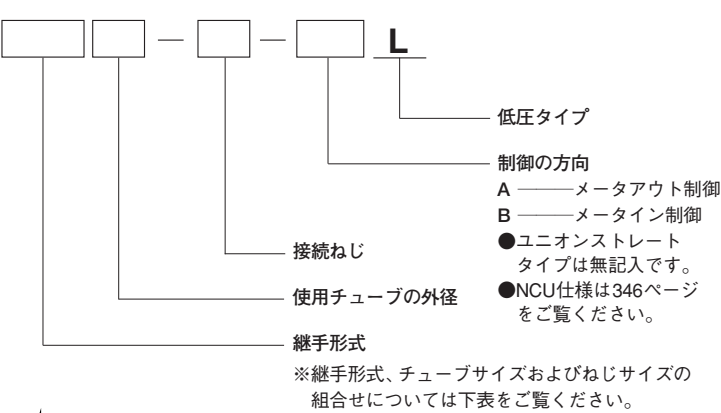 — — L
低圧タイプ
制御の方向
A ———メータアウト制御
B ———メータイン制御
●ユニオンストレート
タイプは無記入です。
●NCU仕様は346ページ
をご覧ください。
接続ねじ
使用チューブの外径
継手形式
※継手形式、チューブサイズおよびねじサイズの
組合せについては下表をご覧ください。